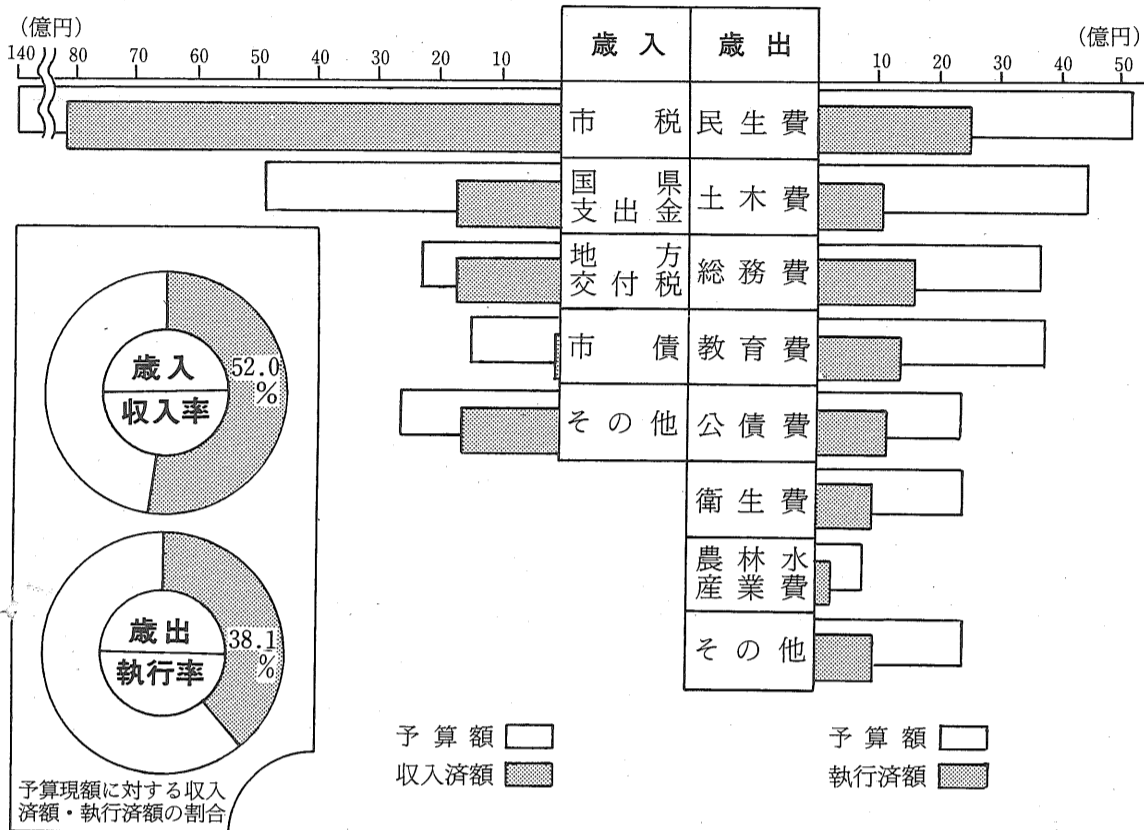 (億円)
140 80 70 60 50 40 30 20 10
歳入 歳出
(億円)
10 20 30 40 50
市税 民生費
国県支出金 土木費
地方交付税 総務費
市債 教育費
その他 公債費
衛生費
農林水産業費
その他
歳入
収入率
52.0
%
歳出
執行率
38.1
%
予算現額に対する収入
済額・執行済額の割合
予算額
収入済額
予算額
執行済額